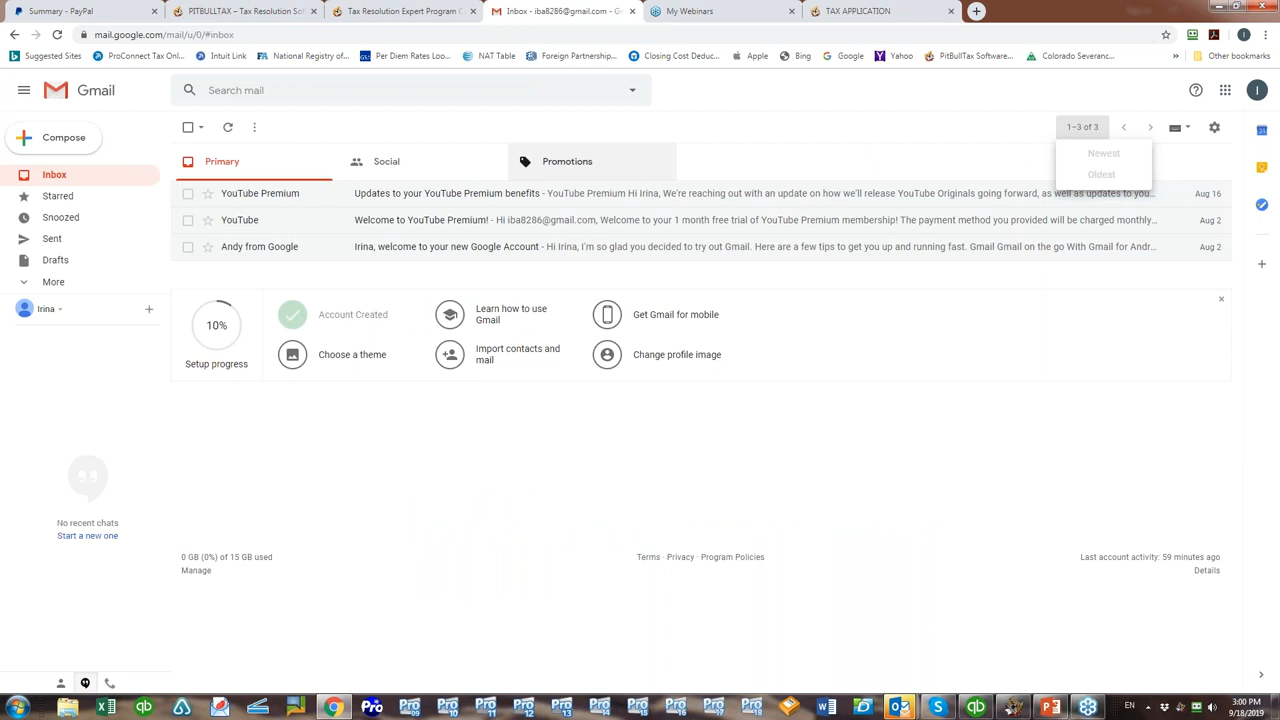 Summary - PayPal
PITBULLTAX – Tax Resolution S
Tax Resolution Expert Program C
Inbox - iba8286@gmail.com - G
My Webinars
TAX APPLICATION
mail.google.com/mail/u/0/#inbox
Suggested Sites
ProConnect Tax Onl...
Intuit Link
National Registry of...
Per Diem Rates Loo...
NAT Table
Foreign Partnership...
Closing Cost Deduc...
Apple
Bing
Google
Yahoo
PitBullTax Software...
Colorado Severanc...
Other bookmarks
Gmail
Search mail
I
Compose
1–3 of 3
Newest
Oldest
Inbox
Primary
Social
Promotions
Starred
Snoozed
Sent
Drafts
More
YouTube Premium Updates to your YouTube Premium benefits - YouTube Premium Hi Irina, We're reaching out with an update on how we'll release YouTube Originals going forward, as well as updates to you... Aug 16
YouTube Welcome to YouTube Premium! - Hi iba8286@gmail.com, Welcome to your 1 month free trial of YouTube Premium membership! The payment method you provided will be charged monthly... Aug 2
Andy from Google Irina, welcome to your new Google Account - Hi Irina, I'm so glad you decided to try out Gmail. Here are a few tips to get you up and running fast. Gmail Gmail on the go With Gmail for Andr... Aug 2
Irina
10%
Setup progress
Account Created
Learn how to use
Gmail
Get Gmail for mobile
Choose a theme
Import contacts and
mail
Change profile image
No recent chats
Start a new one
0 GB (0%) of 15 GB used
Manage
Terms · Privacy · Program Policies
Last account activity: 59 minutes ago
Details
EN
3:00 PM
9/18/2019